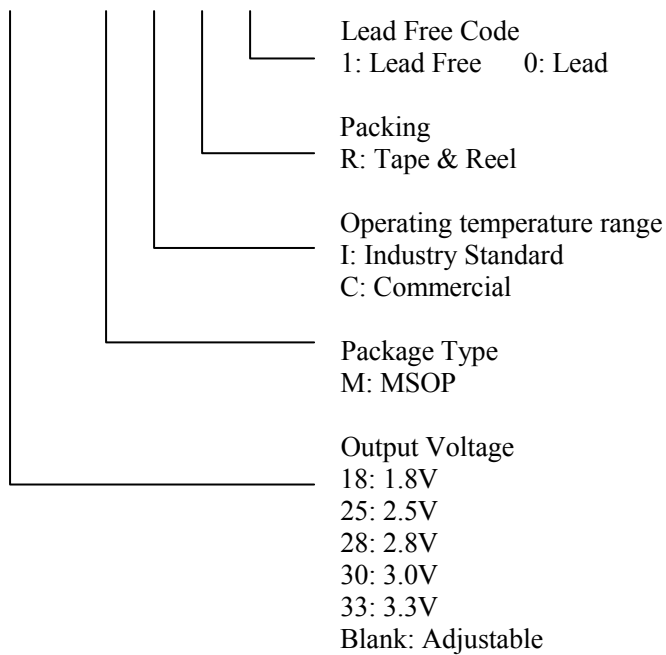 Lead Free Code
1: Lead Free 0: Lead
Packing
R: Tape & Reel
Operating temperature range
I: Industry Standard
C: Commercial
Package Type
M: MSOP
Output Voltage
18: 1.8V
25: 2.5V
28: 2.8V
30: 3.0V
33: 3.3V
Blank: Adjustable